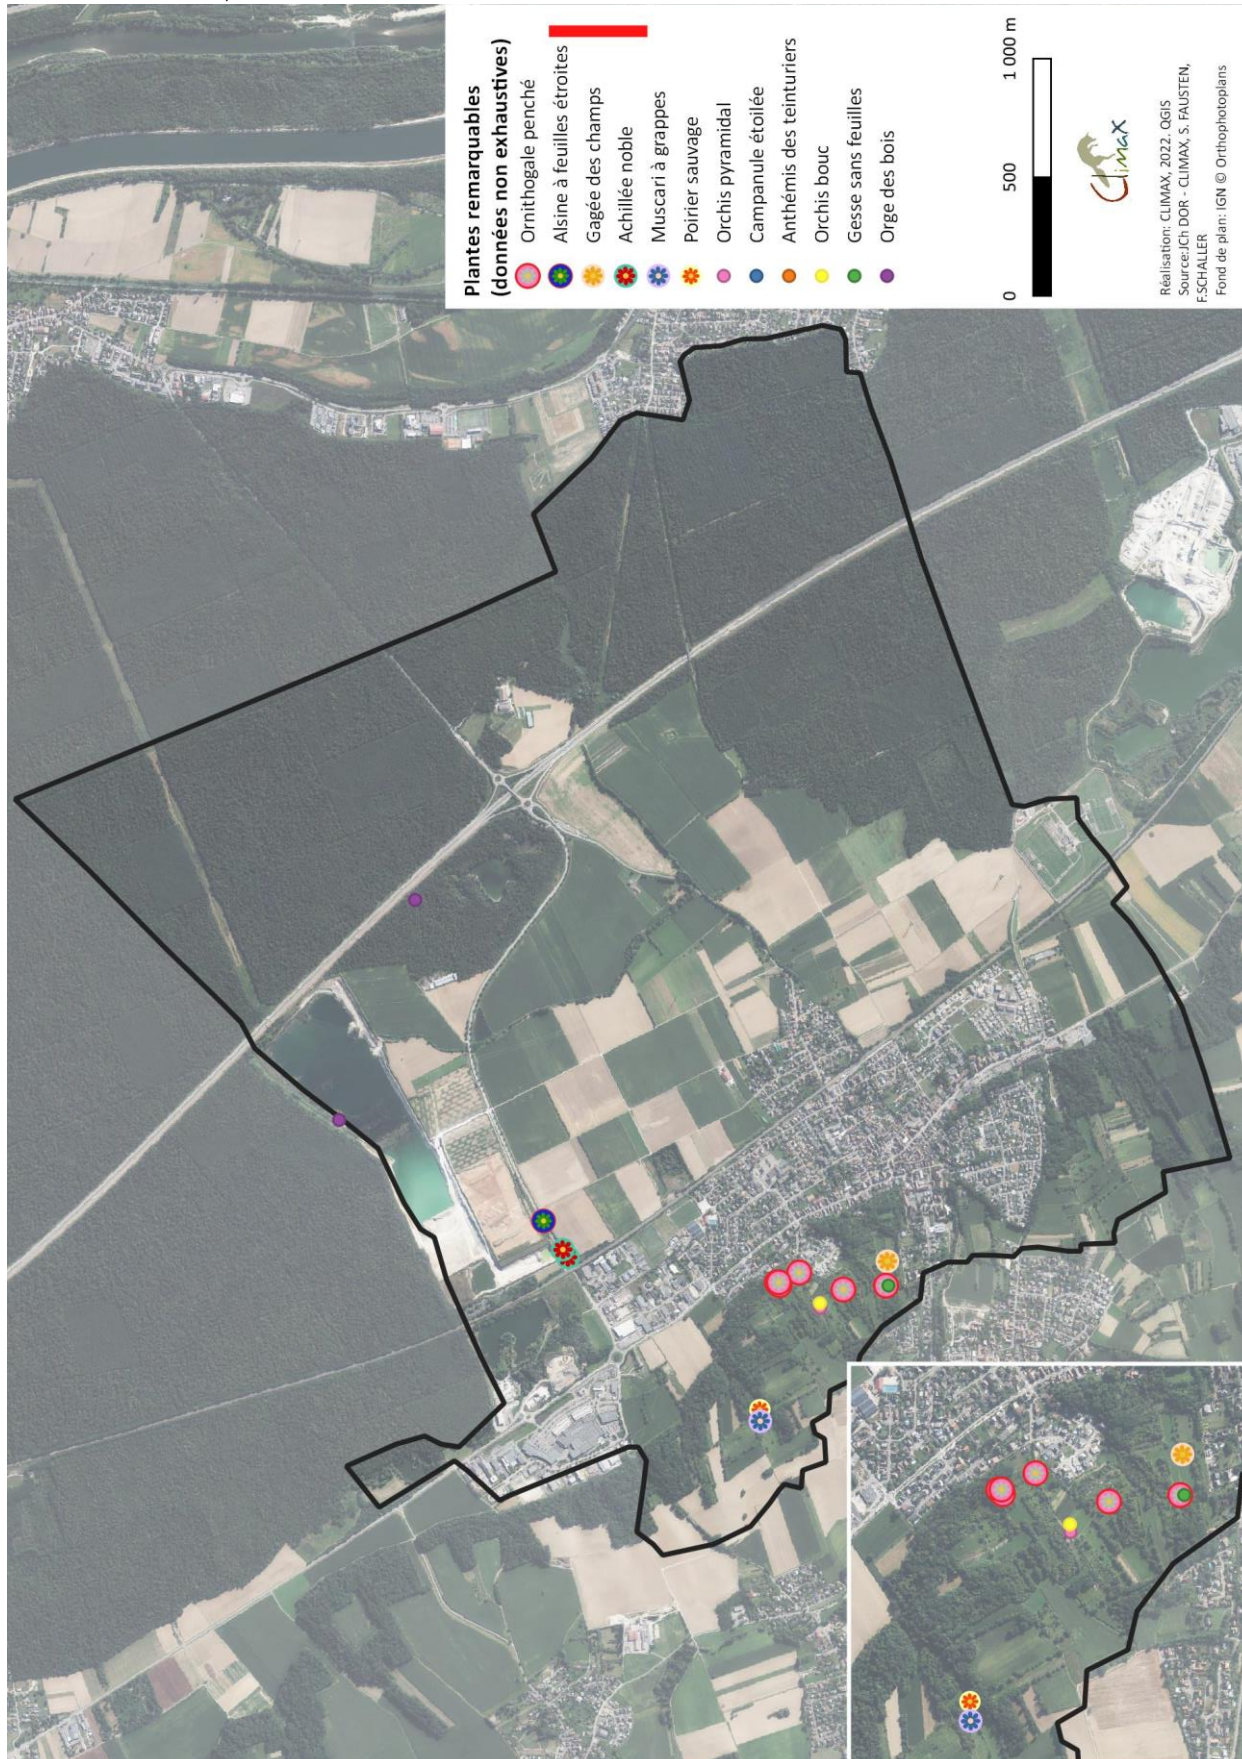 Plantes remarquables
(données non exhaustives)
Ornithogale penché
Alsine à feuilles étroites
Gagée des champs
Achillée noble
Muscari à grappes
Poirier sauvage
Orchis pyramidal
Campanule étoilée
Anthémis des teinturiers
Orchis bouc
Gesse sans feuilles
Orge des bois
0 500 1 000 m
CLimaX
Réalisation: CLIMAX, 2022. QGIS
Source:JCh DOR - CLIMAX, S. FAUSTEN,
F.SCHALLER
Fond de plan: IGN © Orthophotoplans